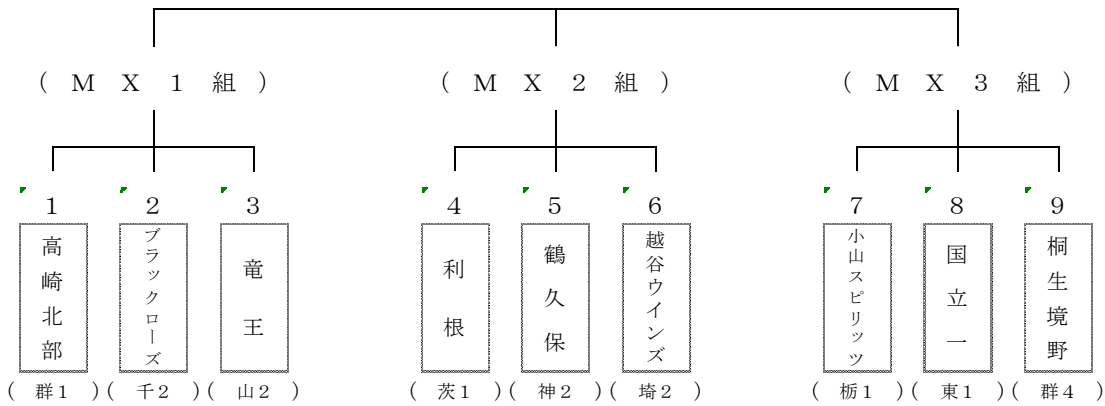 ( MX1組 )
( MX2組 )
( MX3組 )
1
2
3
4
5
6
7
8
9
高崎北部
ブラックローズ
竜王
利根
鶴久保
越谷ウインズ
小山スピリッツ
国立一
桐生境野
( 群1 )
( 千2 )
( 山2 )
( 茨1 )
( 神2 )
( 埼2 )
( 栃1 )
( 東1 )
( 群4 )